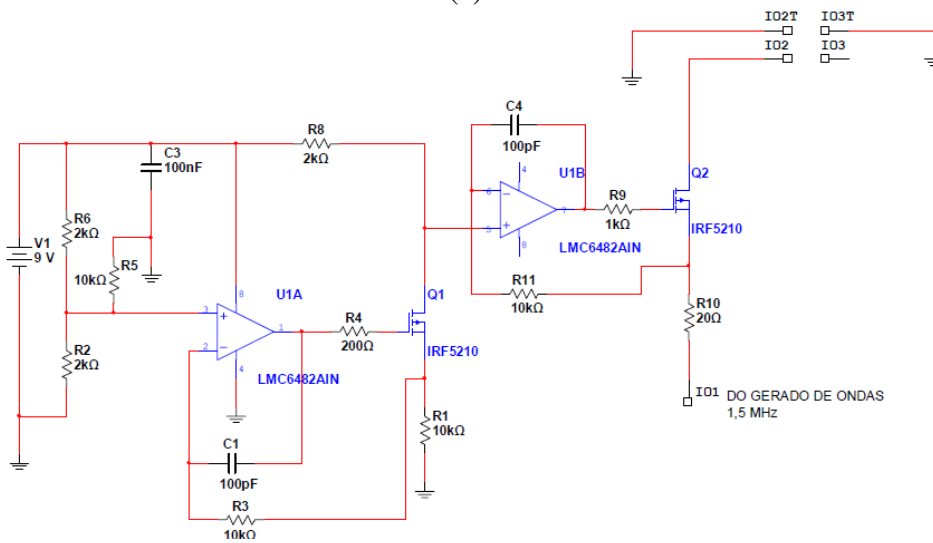 IO2T
IO3T
IO2
IO3
C4
100pF
R8
2kΩ
C3
100nF
U1B
Q2
4
6
5
7
8
R9
1kΩ
R6
2kΩ
V1
9 V
R5
10kΩ
LMC6482AIN
IRF5210
U1A
Q1
R11
10kΩ
8
3
2
1
4
R4
200Ω
R10
20Ω
R2
2kΩ
IRF5210
LMC6482AIN
IO1
DO GERADO DE ONDAS
1,5 MHz
R1
10kΩ
C1
100pF
R3
10kΩ